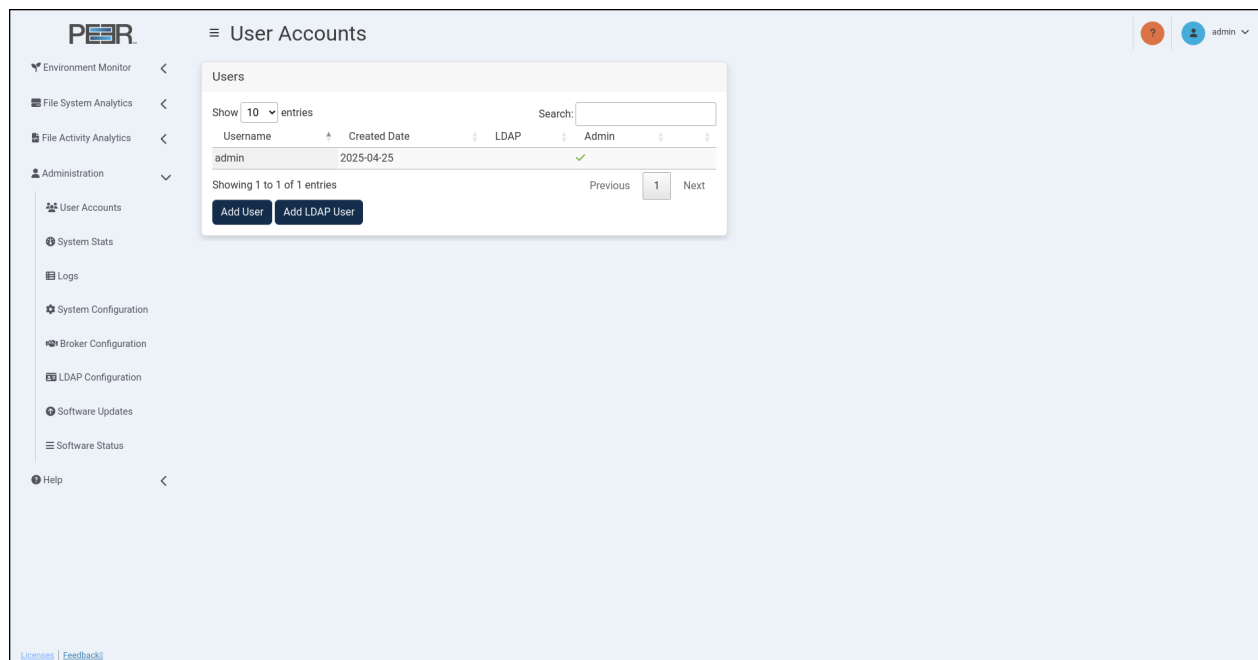 PEER
≡ User Accounts
?
admin
Environment Monitor
File System Analytics
File Activity Analytics
Administration
User Accounts
System Stats
Logs
System Configuration
Broker Configuration
LDAP Configuration
Software Updates
Software Status
Help
Users
Show 10 entries
Search:
Username Created Date LDAP Admin
admin 2025-04-25
Showing 1 to 1 of 1 entries
Previous 1 Next
Add User Add LDAP User
Licenses | Feedback